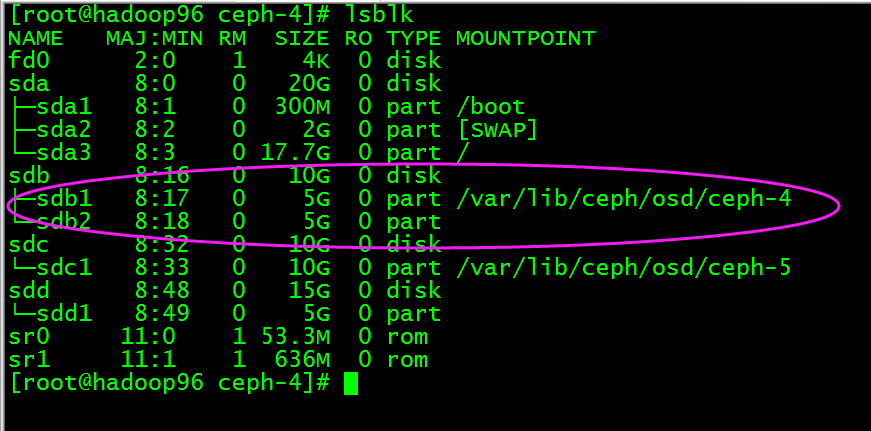 [root@hadoop96 ceph-4]# lsblk
NAME   MAJ:MIN RM  SIZE RO TYPE MOUNTPOINT
fd0      2:0    1    4K  0 disk
sda      8:0    0   20G  0 disk
├─sda1   8:1    0  300M  0 part /boot
├─sda2   8:2    0    2G  0 part [SWAP]
└─sda3   8:3    0 17.7G  0 part /
sdb      8:16   0   10G  0 disk
├─sdb1   8:17   0    5G  0 part /var/lib/ceph/osd/ceph-4
└─sdb2   8:18   0    5G  0 part
sdc      8:32   0   10G  0 disk
└─sdc1   8:33   0   10G  0 part /var/lib/ceph/osd/ceph-5
sdd      8:48   0   15G  0 disk
└─sdd1   8:49   0    5G  0 part
sr0     11:0    1 53.3M  0 rom
sr1     11:1    1  636M  0 rom
[root@hadoop96 ceph-4]#